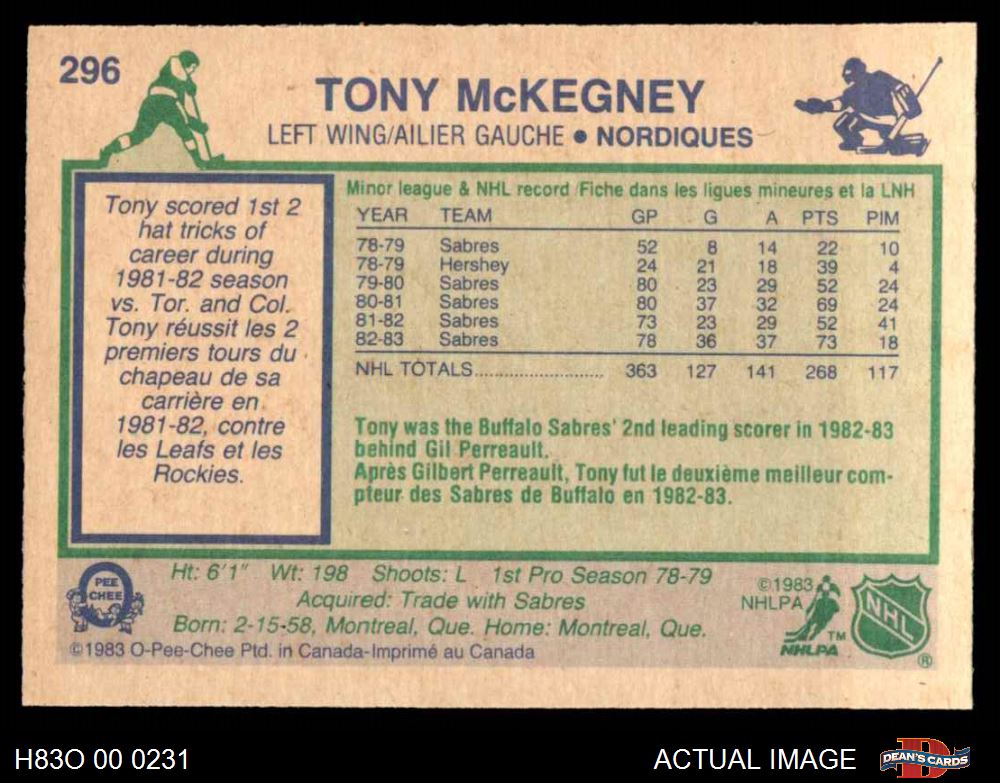 296
TONY McKEGNEY
LEFT WING/AILIER GAUCHE • NORDIQUES
Tony scored 1st 2
hat tricks of
career during
1981-82 season
vs. Tor. and Col.
Tony réussit les 2
premiers tours du
chapeau de sa
carrière en
1981-82, contre
les Leafs et les
Rockies.
Minor league & NHL record /Fiche dans les ligues mineures et la LNH
YEAR TEAM GP G A PTS PIM
78-79 Sabres 52 8 14 22 10
78-79 Hershey 24 21 18 39 4
79-80 Sabres 80 23 29 52 24
80-81 Sabres 80 37 32 69 24
81-82 Sabres 73 23 29 52 41
82-83 Sabres 78 36 37 73 18
NHL TOTALS.......................... 363 127 141 268 117
Tony was the Buffalo Sabres' 2nd leading scorer in 1982-83
behind Gil Perreault.
Après Gilbert Perreault, Tony fut le deuxième meilleur com-
pteur des Sabres de Buffalo en 1982-83.
PEE
CHEE
Ht: 6'1" Wt: 198 Shoots: L 1st Pro Season 78-79
Acquired: Trade with Sabres
Born: 2-15-58, Montreal, Que. Home: Montreal, Que.
©1983 O-Pee-Chee Ptd. in Canada-Imprimé au Canada
©1983
NHLPA
TM
NHLPA
NHL
®
H83O 00 0231
ACTUAL IMAGE
DEAN'S CARDS